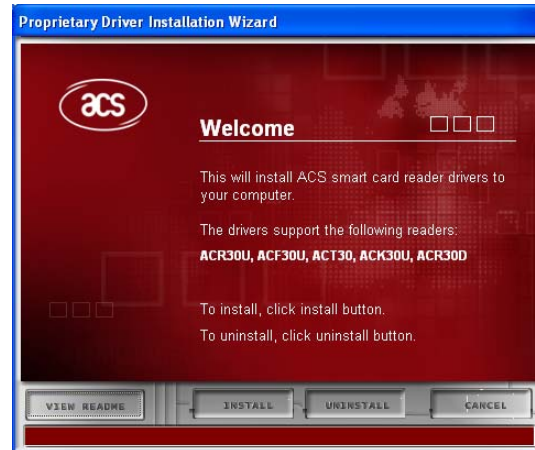 Proprietary Driver Installation Wizard
acs
Welcome
This will install ACS smart card reader drivers to
your computer.
The drivers support the following readers:
ACR30U, ACF30U, ACT30, ACK30U, ACR30D
To install, click install button.
To uninstall, click uninstall button.
VIEW README
INSTALL
UNINSTALL
CANCEL